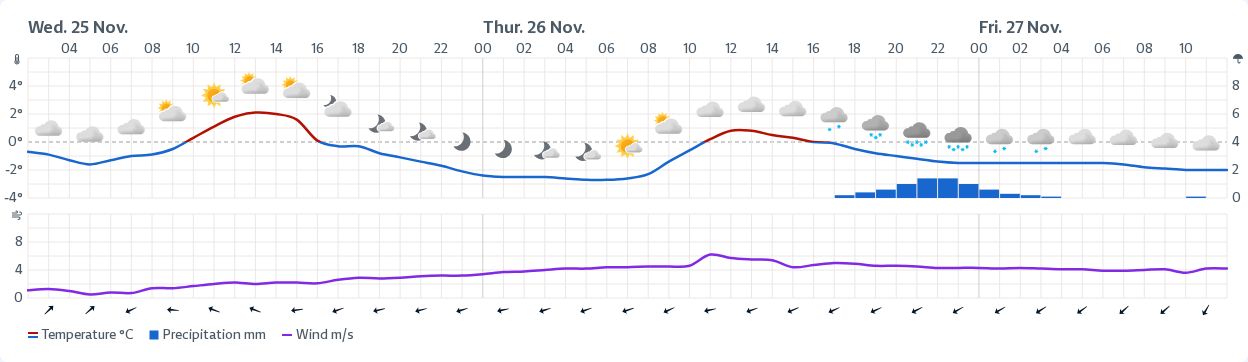 Wed. 25 Nov. Thur. 26 Nov. Fri. 27 Nov.
04 06 08 10 12 14 16 18 20 22 00 02 04 06 08 10 12 14 16 18 20 22 00 02 04 06 08 10
4° 8
2° 6
0° 4
-2° 2
-4° 0
m/s
8
4
0
Temperature °C Precipitation mm Wind m/s